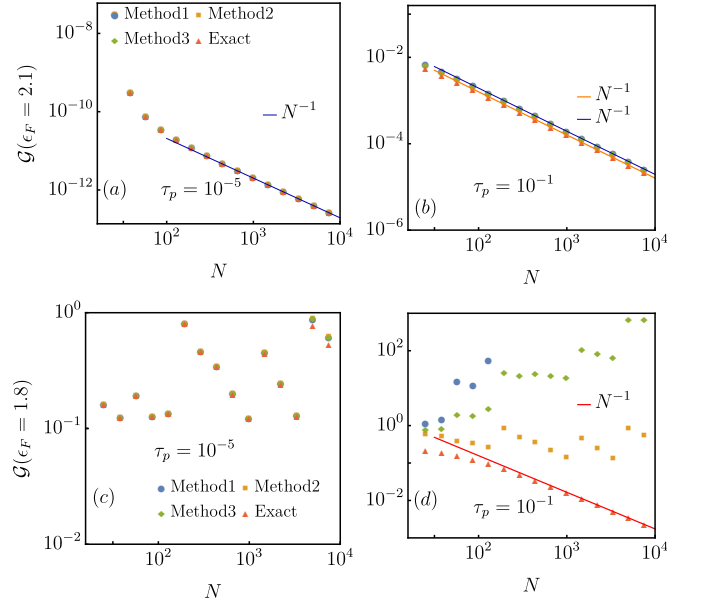 Method1 Method2
Method3 Exact
10^-8
10^-10
10^-12
𝒢(ϵ_F = 2.1)
N^-1
(a) τ_p = 10^-5
10^2 10^3 10^4
N
10^-2
10^-4
10^-6
N^-1
N^-1
(b) τ_p = 10^-1
10^2 10^3 10^4
N
10^0
10^-1
10^-2
𝒢(ϵ_F = 1.8)
τ_p = 10^-5
(c)
Method1 Method2
Method3 Exact
10^2 10^3 10^4
N
10^2
10^0
10^-2
N^-1
(d) τ_p = 10^-1
10^2 10^3 10^4
N